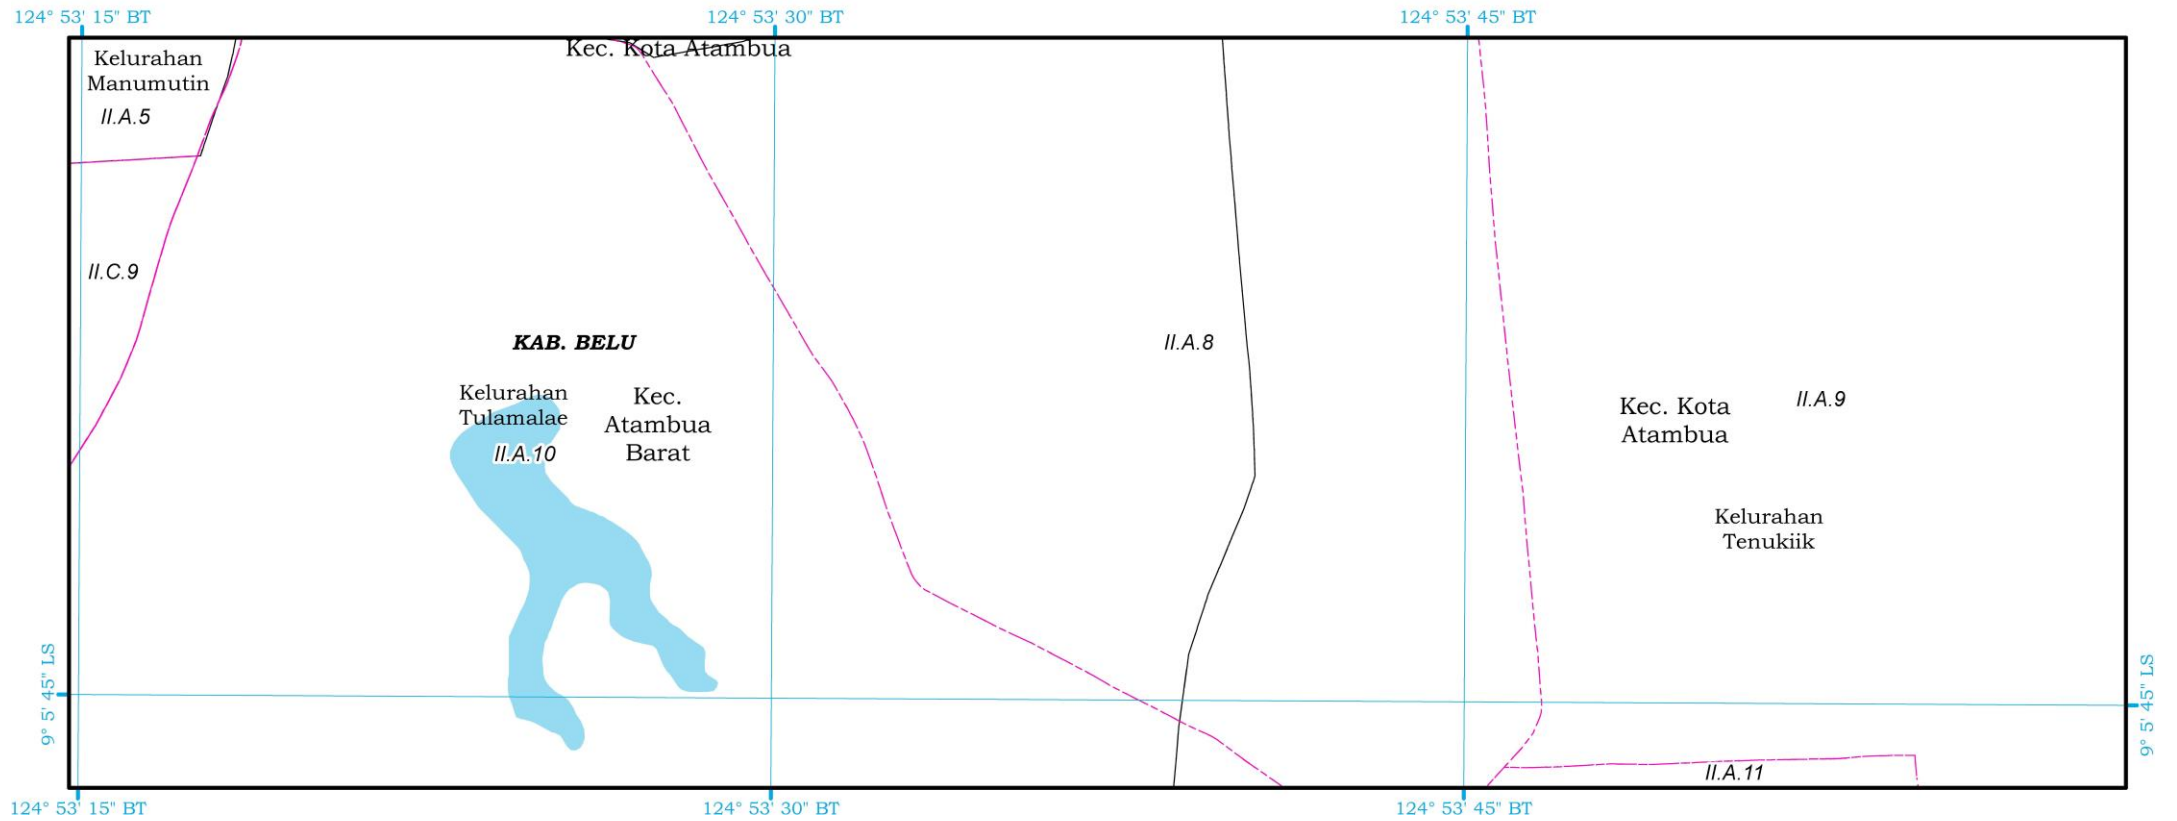 124° 53' 15" BT
124° 53' 30" BT
124° 53' 45" BT
Kec. Kota Atambua
Kelurahan
Manumutin
II.A.5
II.C.9
KAB. BELU
II.A.8
Kelurahan
Tulamalae
II.A.10
Kec.
Atambua
Barat
Kec. Kota
Atambua
II.A.9
Kelurahan
Tenukiik
9° 5' 45" LS
9° 5' 45" LS
II.A.11
124° 53' 15" BT
124° 53' 30" BT
124° 53' 45" BT